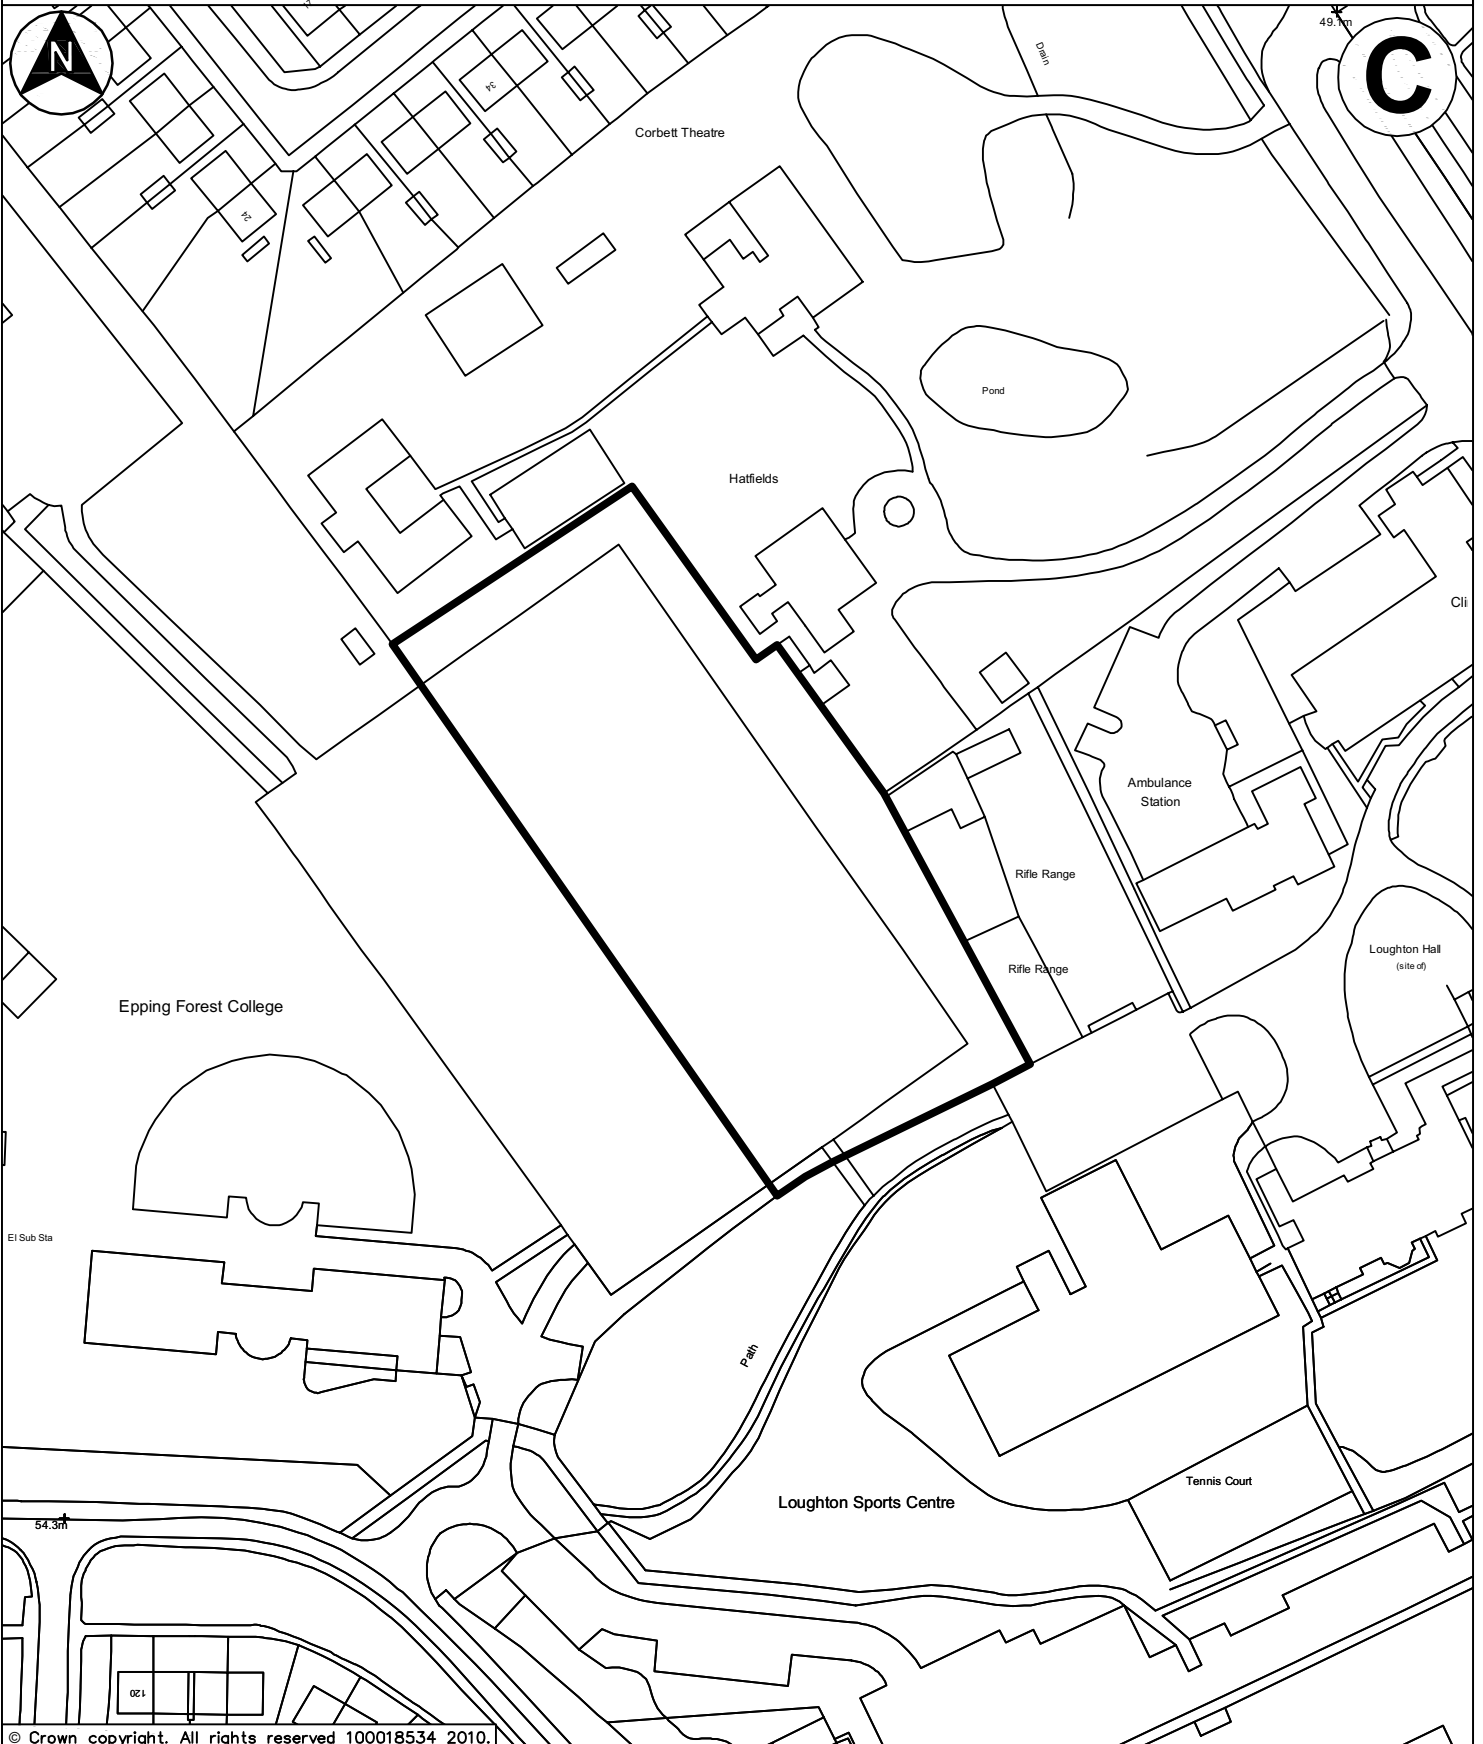 N
49.1m
C
Drain
34
Corbett Theatre
24
Pond
Hatfields
Cli
Ambulance
Station
Rifle Range
Loughton Hall
(site of)
Rifle Range
Epping Forest College
El Sub Sta
Path
Tennis Court
Loughton Sports Centre
54.3m
120
© Crown copyright. All rights reserved 100018534 2010.